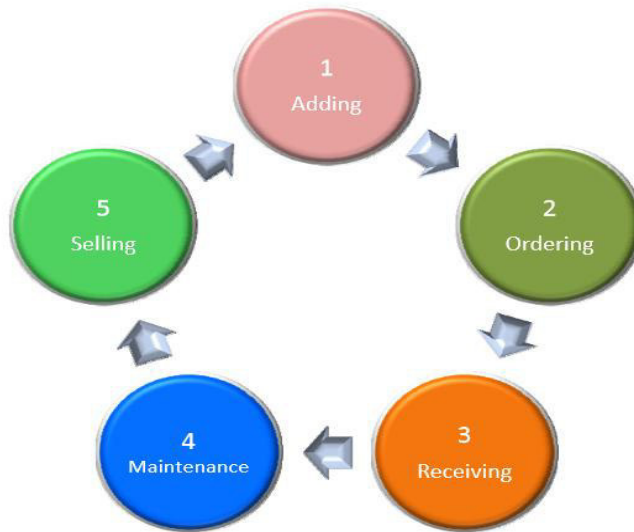 1
Adding
2
Ordering
3
Receiving
4
Maintenance
5
Selling